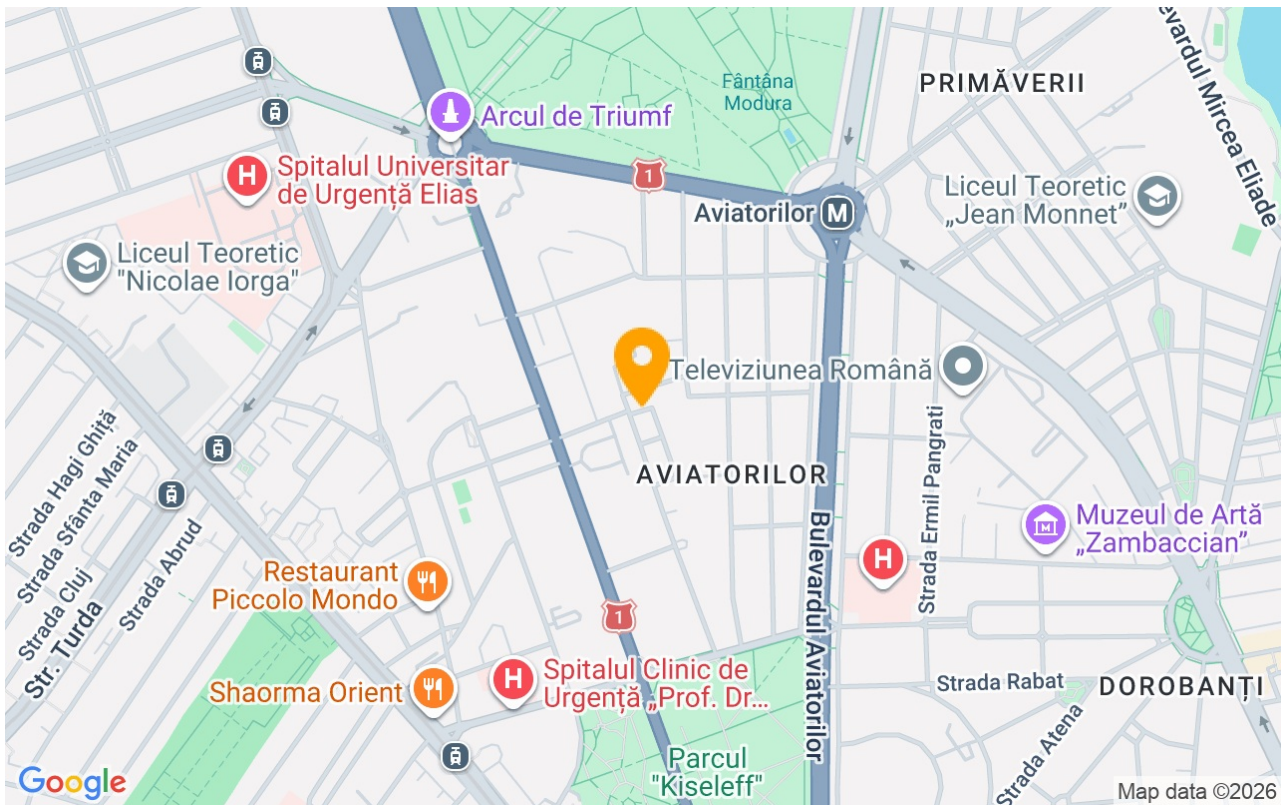 evardul Mircea Eliade
Fântâna
Modura
PRIMĂVERII
Arcul de Triumf
Spitalul Universitar
de Urgență Elias
1
Liceul Teoretic
„Jean Monnet”
Aviatorilor
M
H
Liceul Teoretic
"Nicolae Iorga"
Televiziunea Română
Strada Hagi Ghiță
Strada Sfânta Maria
Strada Cluj
Str. Turda
Strada Abrud
AVIATORILOR
Bulevardul Aviatorilor
Strada Ermil Pangrati
Muzeul de Artă
„Zambaccian”
H
Restaurant
Piccolo Mondo
1
Spitalul Clinic de
Urgență „Prof. Dr...
H
Shaorma Orient
Strada Rabat
DOROBANȚI
Strada Atena
Parcul
"Kiseleff"
Google
Map data ©2026